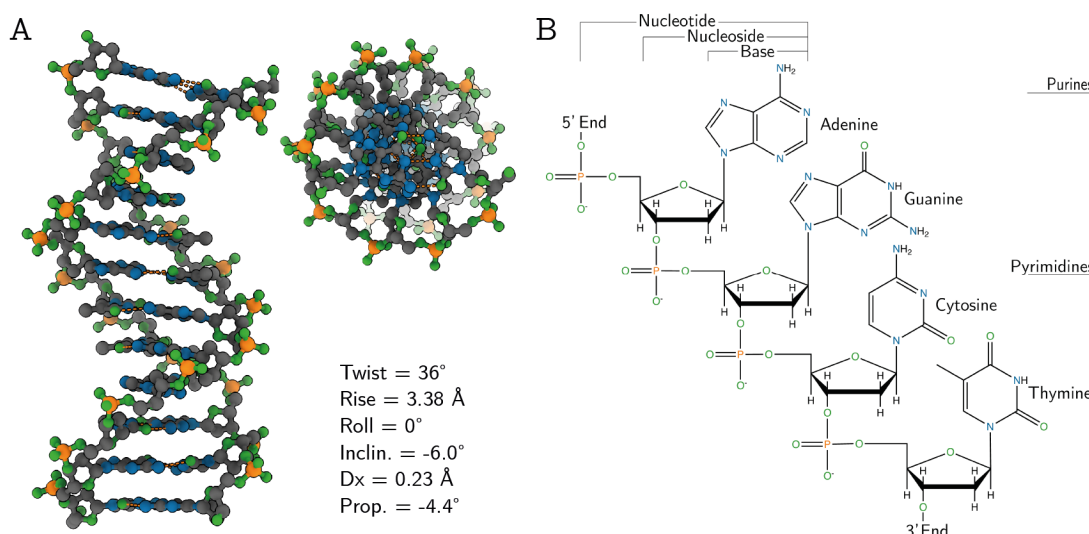 A
B
Nucleotide
Nucleoside
Base
NH₂
Purines
N
N
Adenine
5' End
N
N
O
O
O
P
O
O
NH
O⁻
H
H
N
Guanine
H
H
N
N
NH₂
O
N
NH₂
O
P
O
O
Pyrimidines
O⁻
H
H
N
Cytosine
H
H
O
N
O
O
P
O
O
O
Twist = 36°
O⁻
H
H
NH
Rise = 3.38 Å
H
H
Thymine
Roll = 0°
O
N
O
Inclin. = -6.0°
O
P
O
O
Dx = 0.23 Å
O⁻
H
H
Prop. = -4.4°
H
H
O
3'End